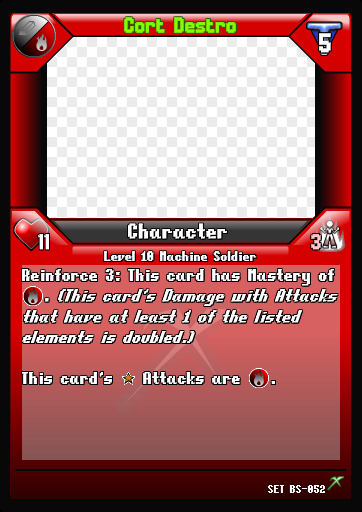 Cort Destro
5
11
Character
3
Level 10 Machine Soldier
Reinforce 3: This card has Mastery of
. (This card's Damage with Attacks
that have at least 1 of the listed
elements is doubled.)
This card's Attacks are .
SET BS-052